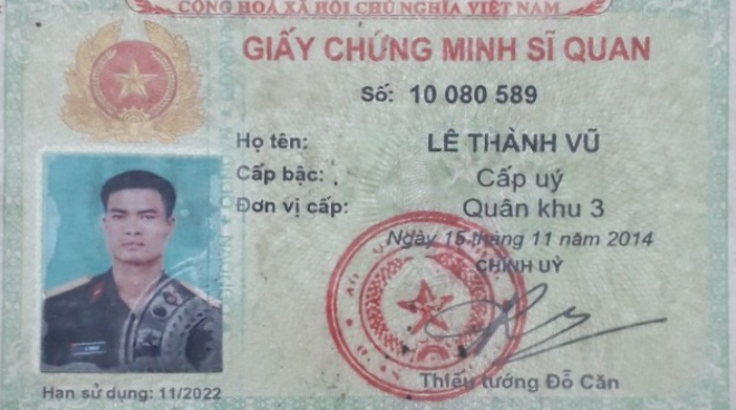 CỘNG HOÀ XÃ HỘI CHỦ NGHĨA VIỆT NAM
GIẤY CHỨNG MINH SĨ QUAN
Số: 10 080 589
Họ tên: LÊ THÀNH VŨ
Cấp bậc: Cấp uý
Đơn vị cấp: Quân khu 3
Ngày 15 tháng 11 năm 2014
CHÍNH UỶ
Thiếu tướng Đỗ Căn
Hạn sử dụng: 11/2022